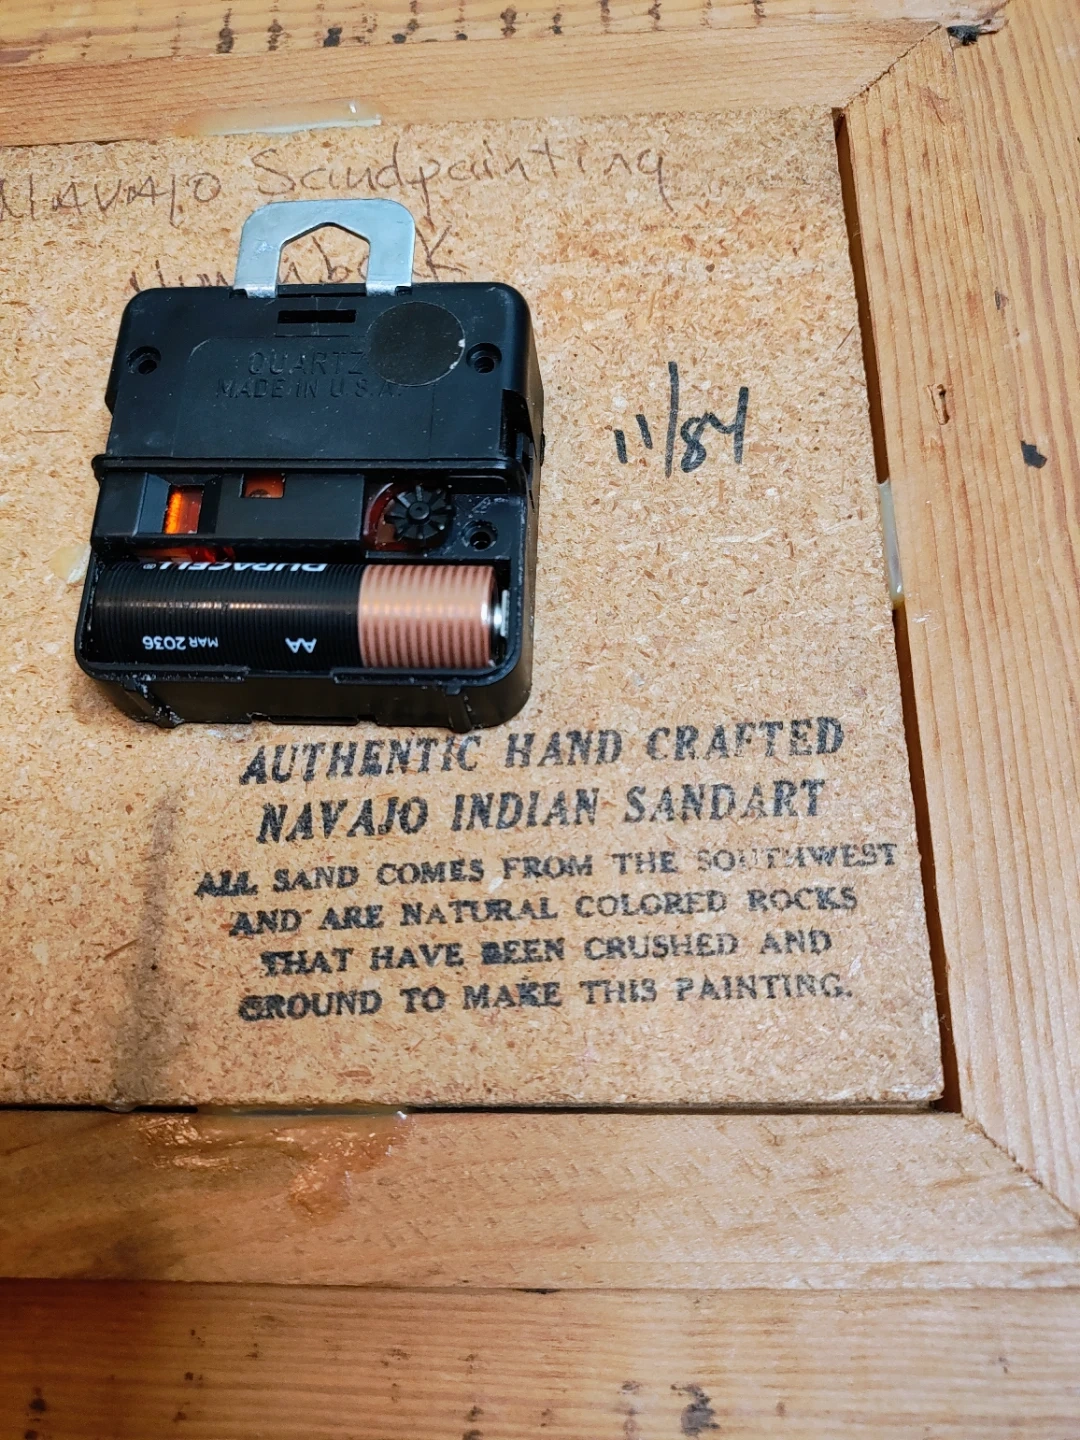 NAVAJO Sandpainting
QUARTZ
MADE IN U.S.A.
11/84
DURACELL®
AA
MAR 2036
AUTHENTIC HAND CRAFTED
NAVAJO INDIAN SANDART
ALL SAND COMES FROM THE SOUTHWEST
AND ARE NATURAL COLORED ROCKS
THAT HAVE BEEN CRUSHED AND
GROUND TO MAKE THIS PAINTING.